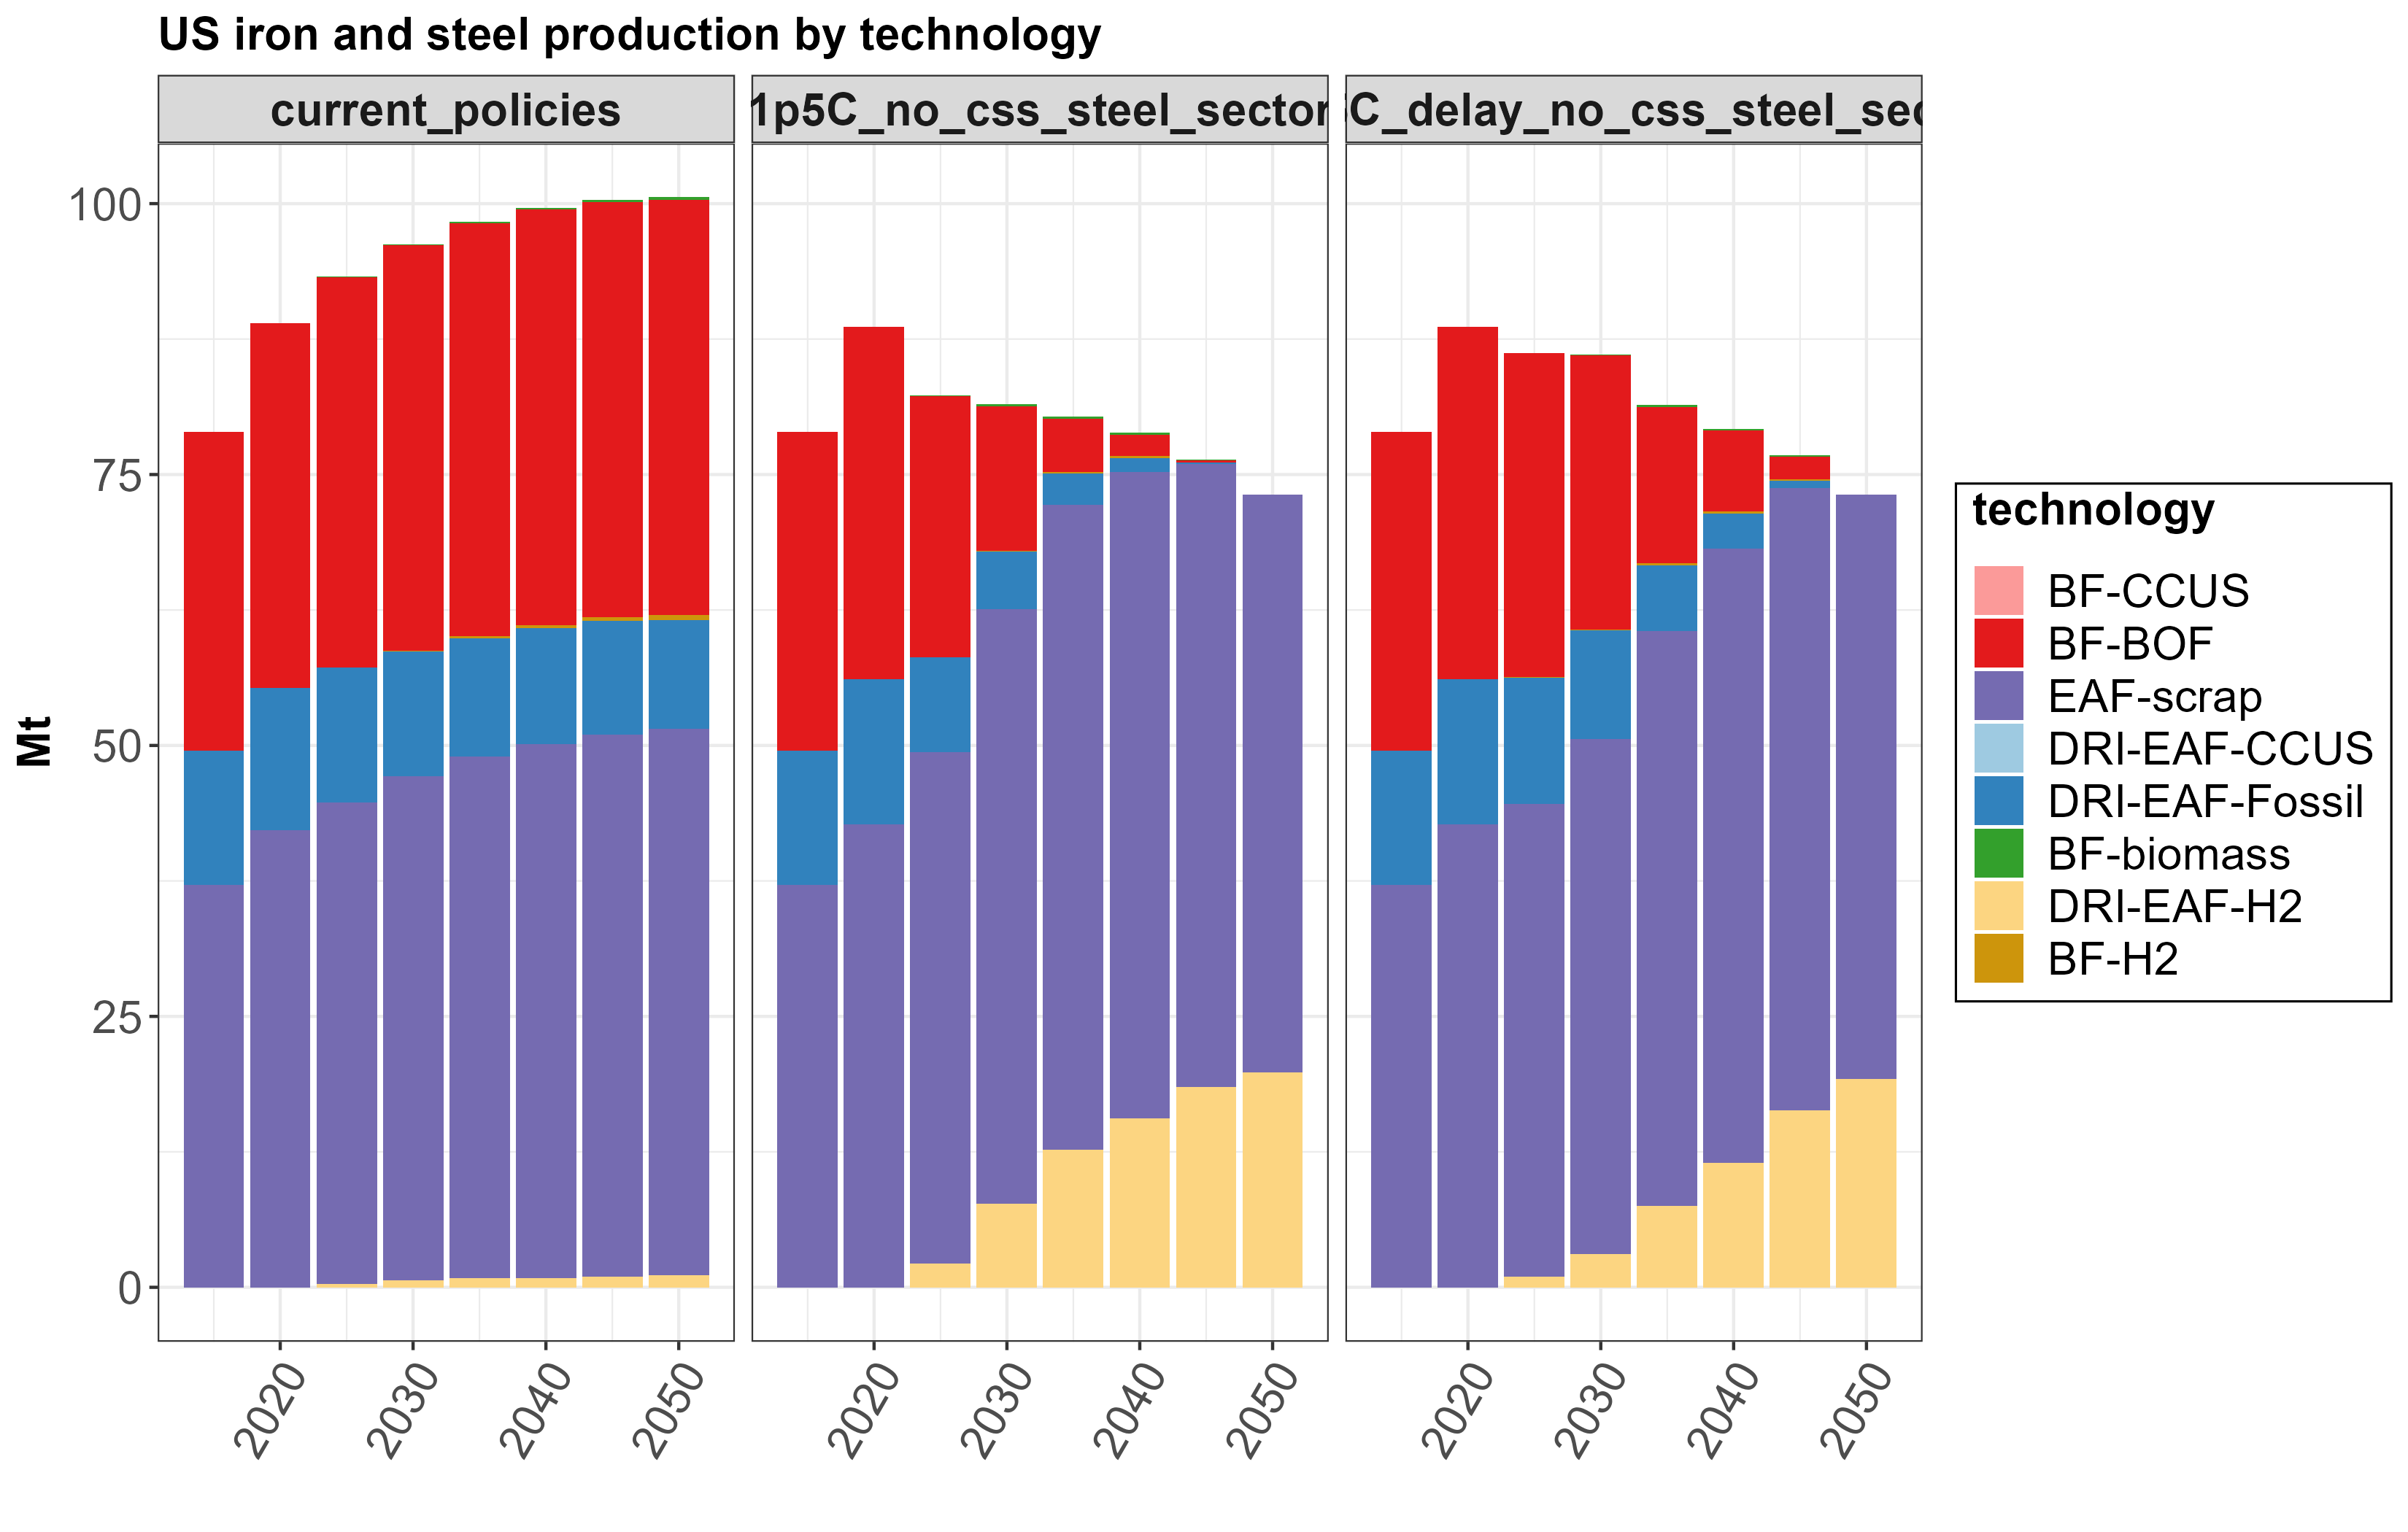 US iron and steel production by technology
current_policies
1p5C_no_css_steel_sector
C_delay_no_css_steel_sec
Mt
100
75
50
25
0
2020
2030
2040
2050
2020
2030
2040
2050
2020
2030
2040
2050
technology
BF-CCUS
BF-BOF
EAF-scrap
DRI-EAF-CCUS
DRI-EAF-Fossil
BF-biomass
DRI-EAF-H2
BF-H2